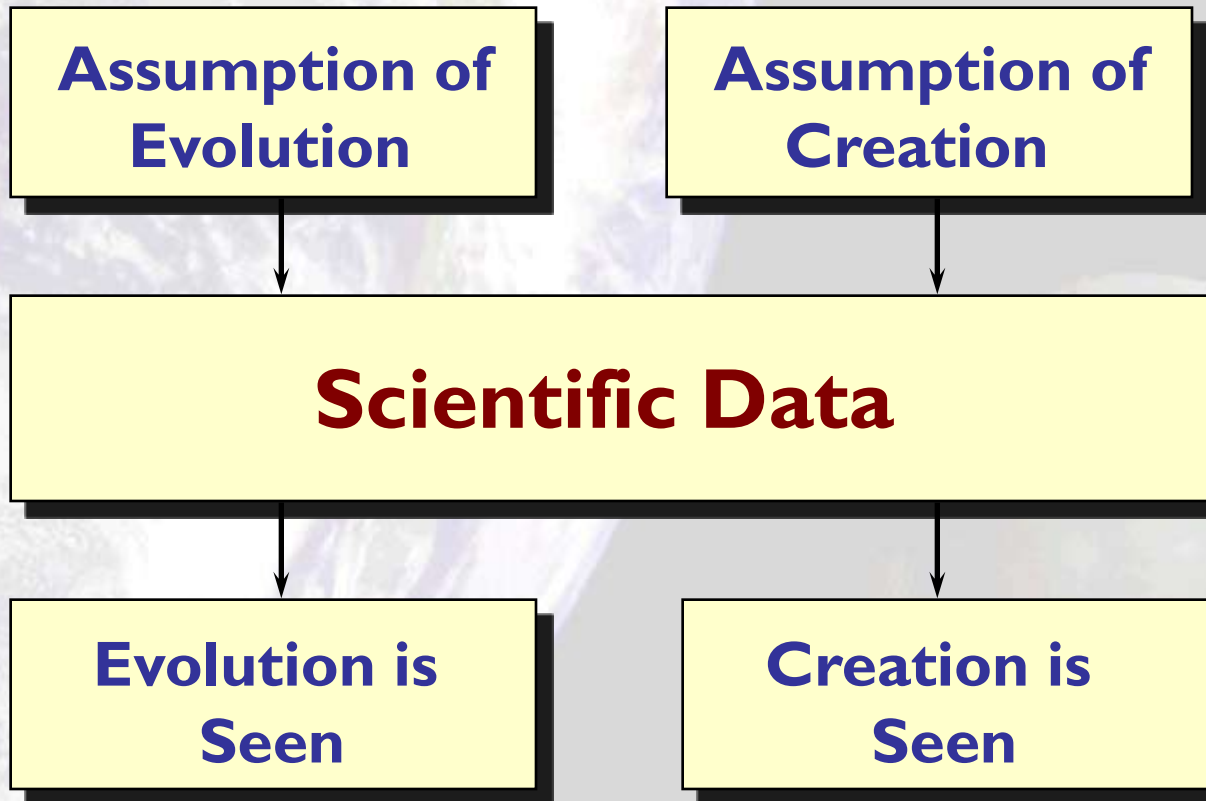 Assumption of
Evolution
Assumption of
Creation
Scientific Data
Evolution is
Seen
Creation is
Seen